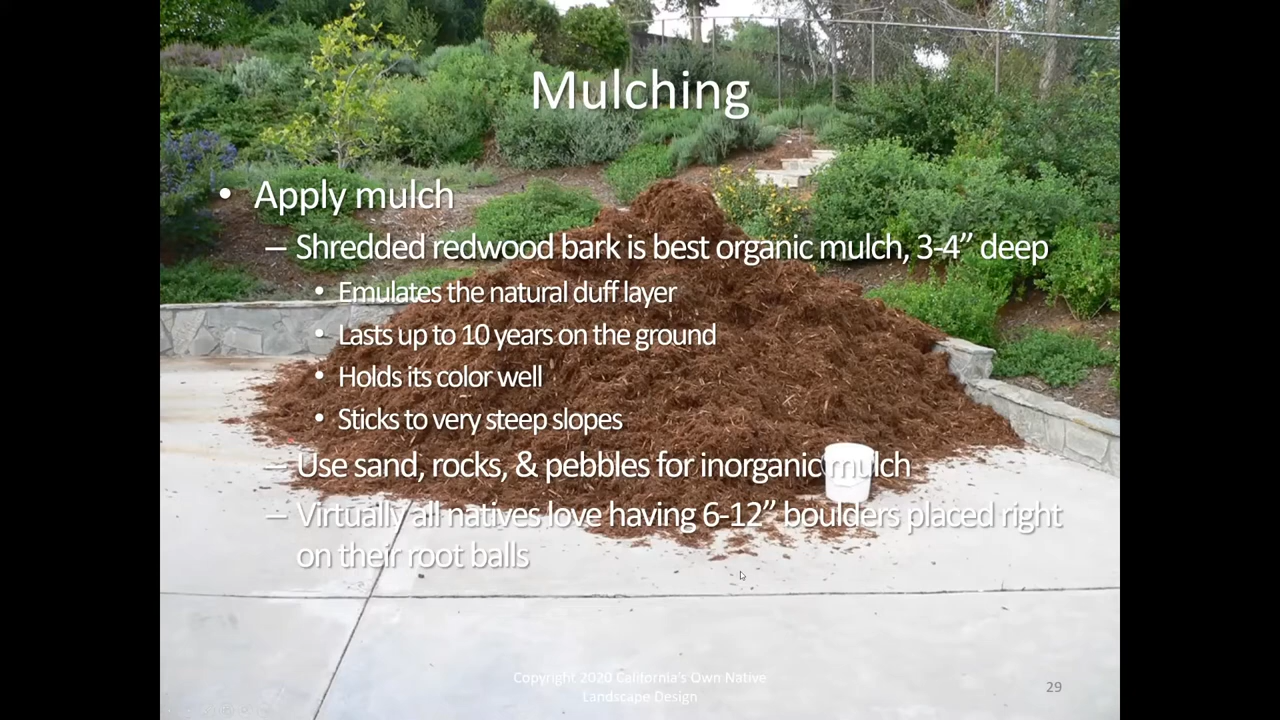 Mulching
• Apply mulch
– Shredded redwood bark is best organic mulch, 3-4” deep
• Emulates the natural duff layer
• Lasts up to 10 years on the ground
• Holds its color well
• Sticks to very steep slopes
– Use sand, rocks, & pebbles for inorganic mulch
– Virtually all natives love having 6-12” boulders placed right
on their root balls
Copyright 2020 California's Own Native
Landscape Design
29